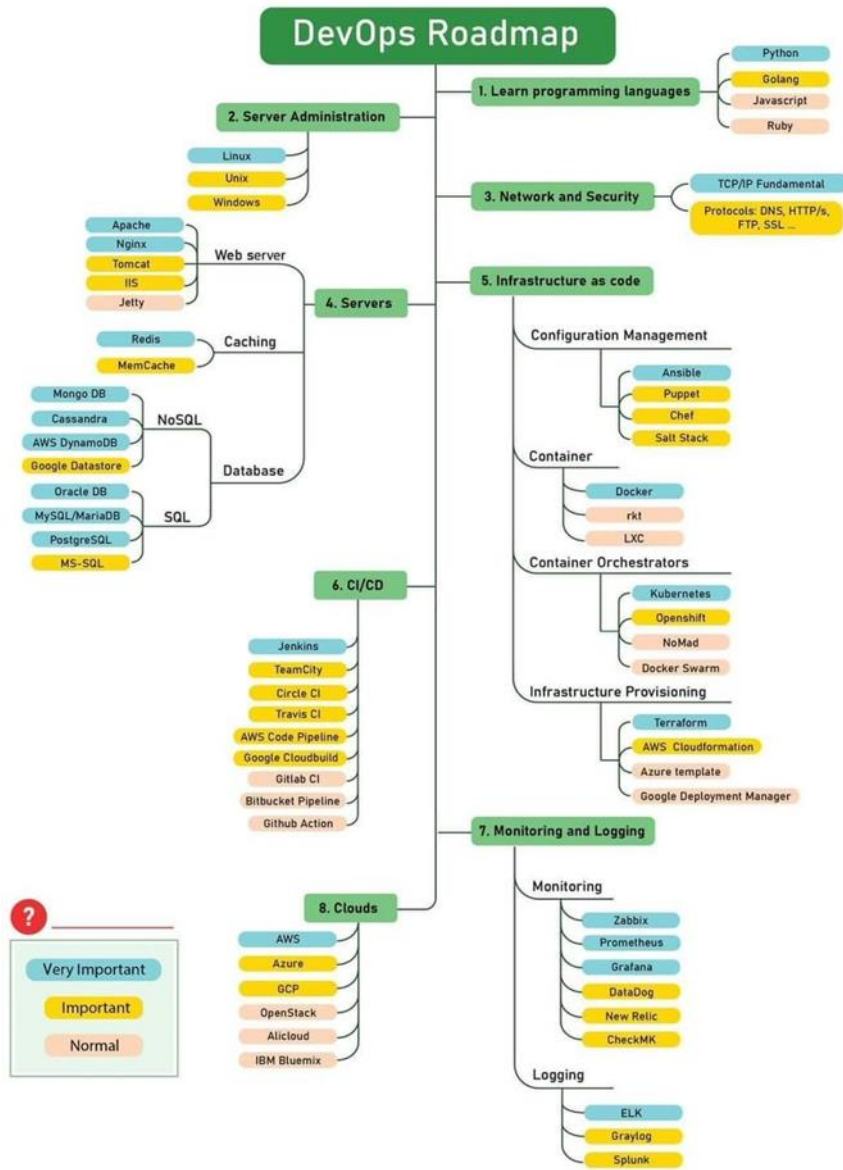 DevOps Roadmap
1. Learn programming languages
Python
Golang
Javascript
Ruby
2. Server Administration
Linux
Unix
Windows
3. Network and Security
TCP/IP Fundamental
Protocols: DNS, HTTP/s,
FTP, SSL ...
4. Servers
Web server
Apache
Nginx
Tomcat
IIS
Jetty
Caching
Redis
MemCache
Database
NoSQL
Mongo DB
Cassandra
AWS DynamoDB
Google Datastore
SQL
Oracle DB
MySQL/MariaDB
PostgreSQL
MS-SQL
5. Infrastructure as code
Configuration Management
Ansible
Puppet
Chef
Salt Stack
Container
Docker
rkt
LXC
Container Orchestrators
Kubernetes
Openshift
NoMad
Docker Swarm
Infrastructure Provisioning
Terraform
AWS Cloudformation
Azure template
Google Deployment Manager
6. CI/CD
Jenkins
TeamCity
Circle CI
Travis CI
AWS Code Pipeline
Google Cloudbuild
Gitlab CI
Bitbucket Pipeline
Github Action
7. Monitoring and Logging
Monitoring
Zabbix
Prometheus
Grafana
DataDog
New Relic
CheckMK
Logging
ELK
Graylog
Splunk
8. Clouds
AWS
Azure
GCP
OpenStack
Alicloud
IBM Bluemix
?
Very Important
Important
Normal